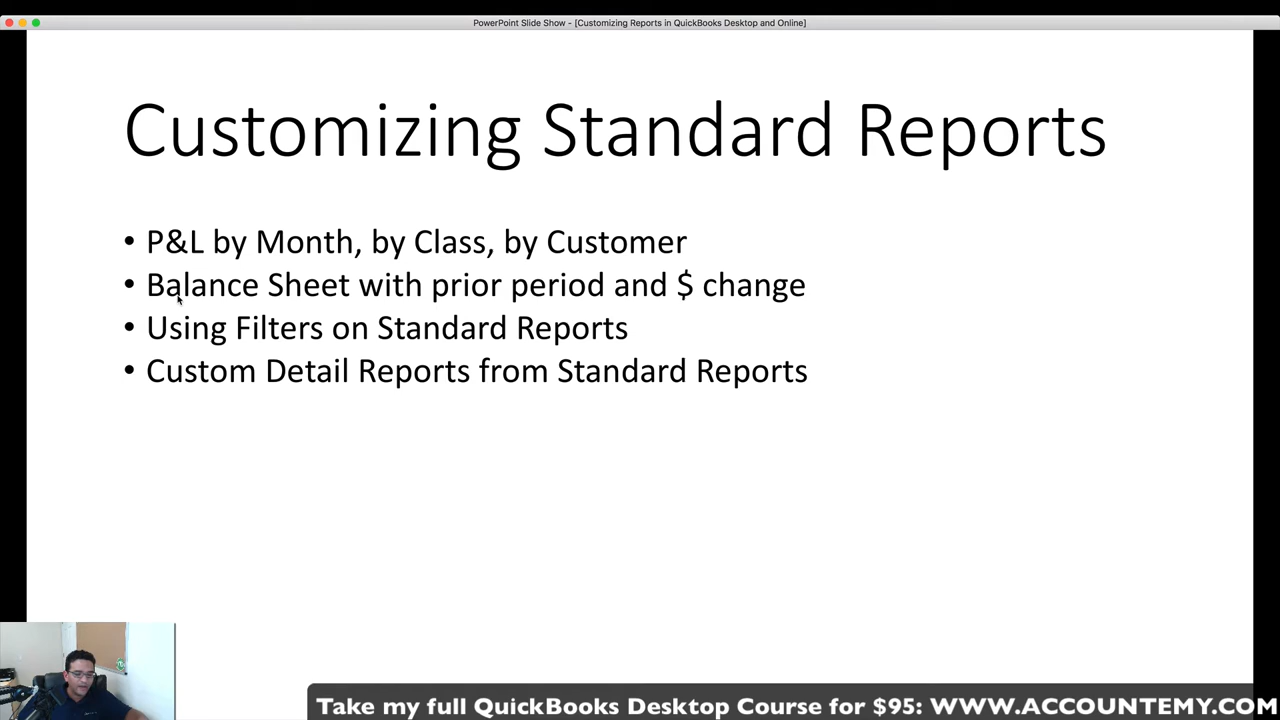 PowerPoint Slide Show - [Customizing Reports in QuickBooks Desktop and Online]
Customizing Standard Reports
• P&L by Month, by Class, by Customer
• Balance Sheet with prior period and $ change
• Using Filters on Standard Reports
• Custom Detail Reports from Standard Reports
Take my full QuickBooks Desktop Course for $95: WWW.ACCOUNTEMY.COM